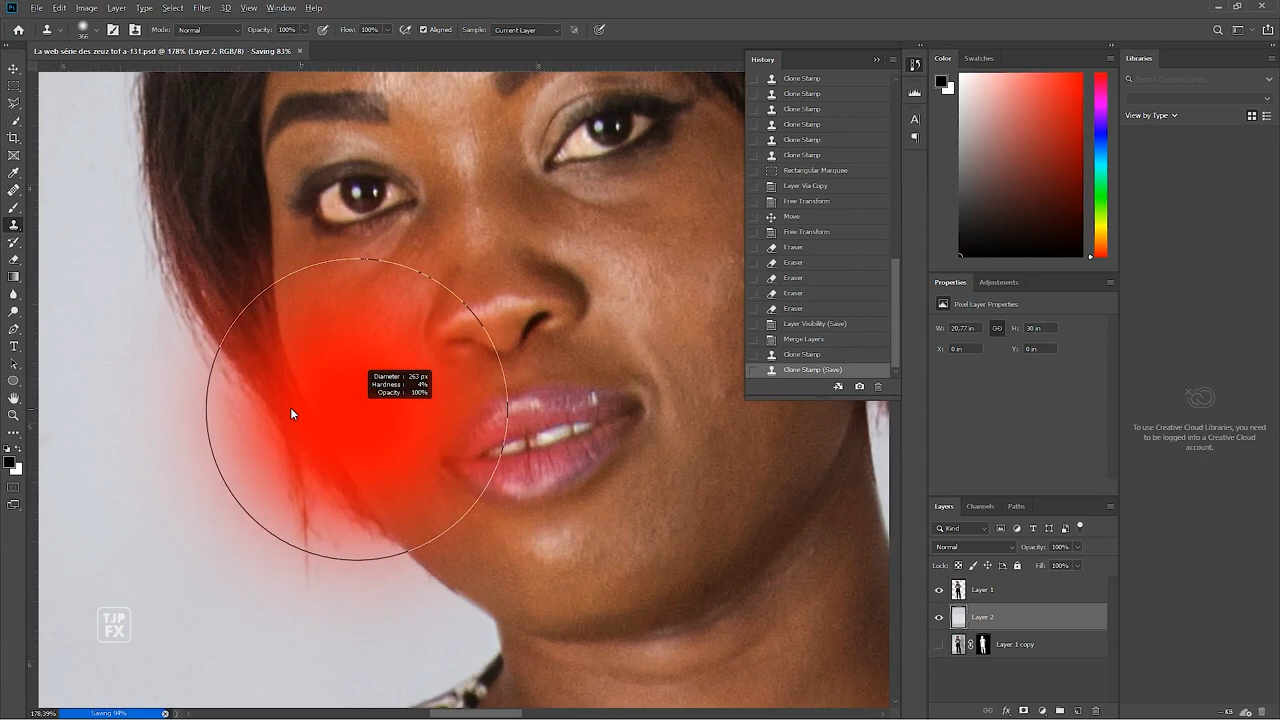 File Edit Image Layer Type Select Filter 3D View Window Help
366 Mode: Normal Opacity: 100% Flow: 100% Aligned Sample: Current Layer
La web série des zeuz tof a-131.psd @ 178% (Layer 2, RGB/8) - Saving 83% ×
History
Clone Stamp
Clone Stamp
Clone Stamp
Clone Stamp
Clone Stamp
Clone Stamp
Rectangular Marquee
Layer Via Copy
Free Transform
Move
Free Transform
Eraser
Eraser
Eraser
Eraser
Eraser
Layer Visibility (Save)
Merge Layers
Clone Stamp
Clone Stamp (Save)
Diameter : 263 px
Hardness : 4%
Opacity : 100%
TJP
FX
Color Swatches
Properties Adjustments
Pixel Layer Properties
W: 20,77 in H: 30 in
X: 0 in Y: 0 in
Layers Channels Paths
Kind
Normal Opacity: 100%
Lock: Fill: 100%
Layer 1
Layer 2
Layer 1 copy
Libraries
Search Current Library
View by Type
To use Creative Cloud Libraries, you
need to be logged into a Creative Cloud
account.
-- KB
178,39% Saving 94%